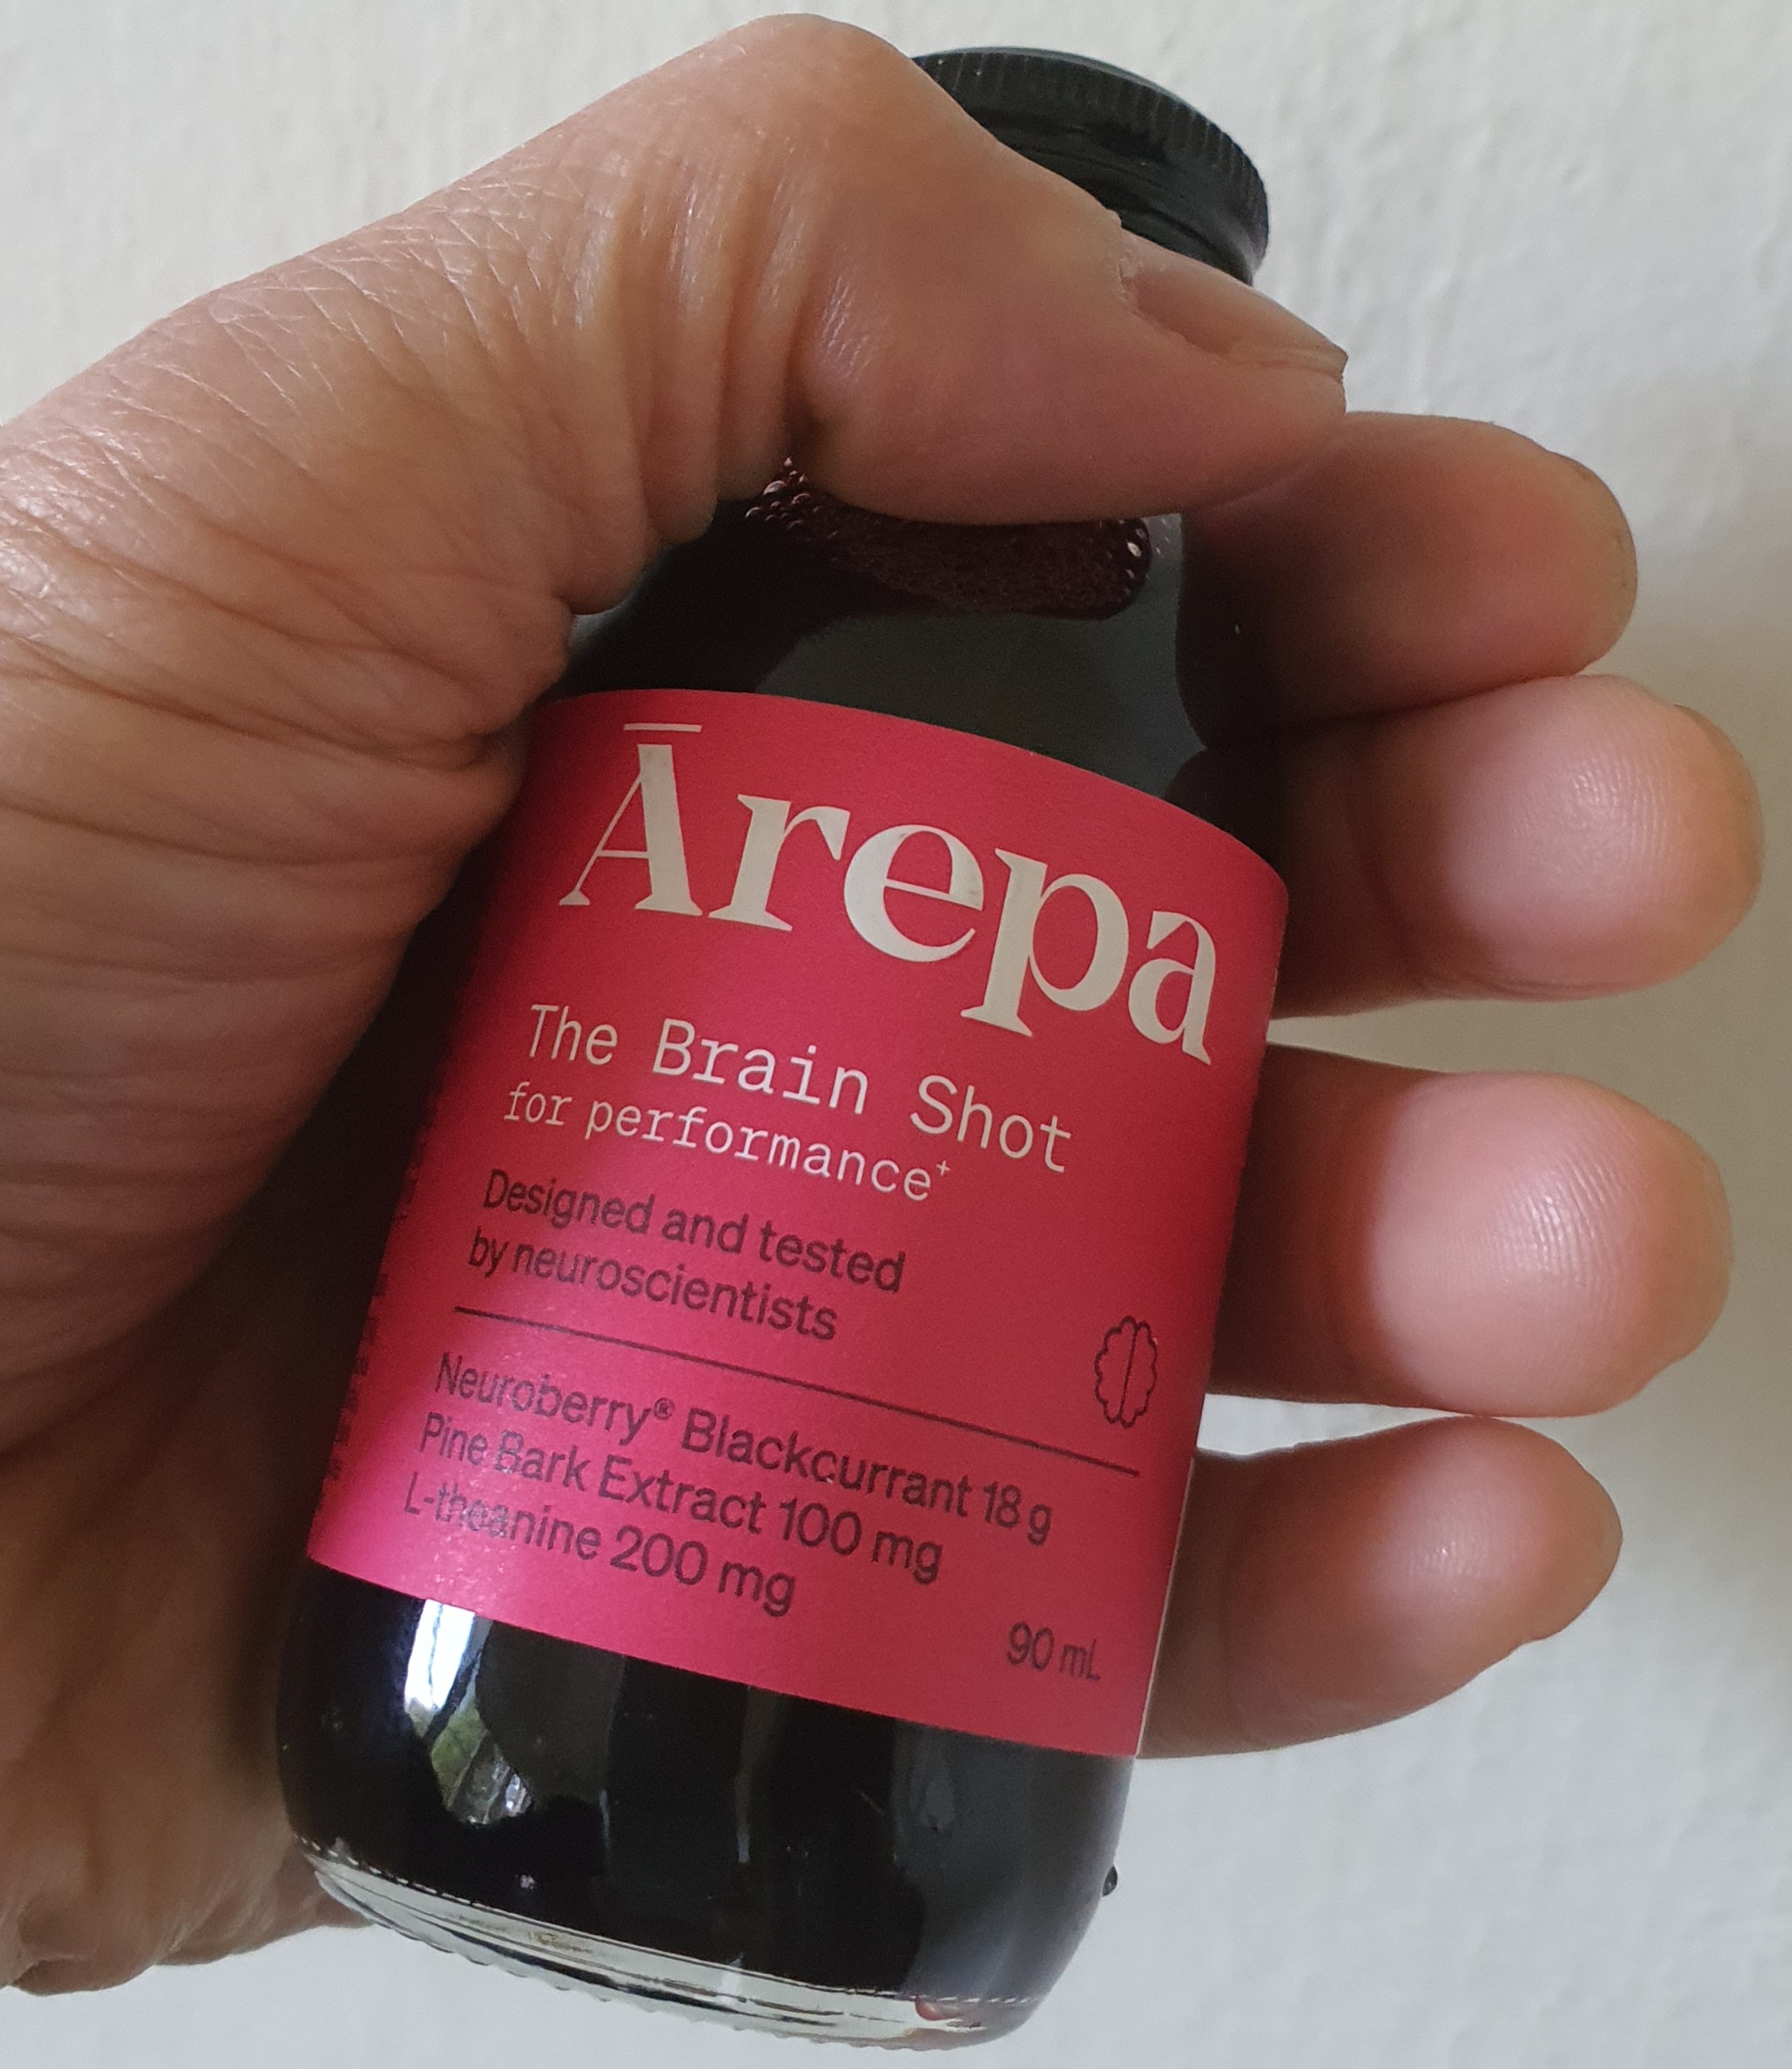 Ārepa
The Brain Shot
for performance⁺
Designed and tested
by neuroscientists
Neuroberry® Blackcurrant 18 g
Pine Bark Extract 100 mg
L-theanine 200 mg
90 mL